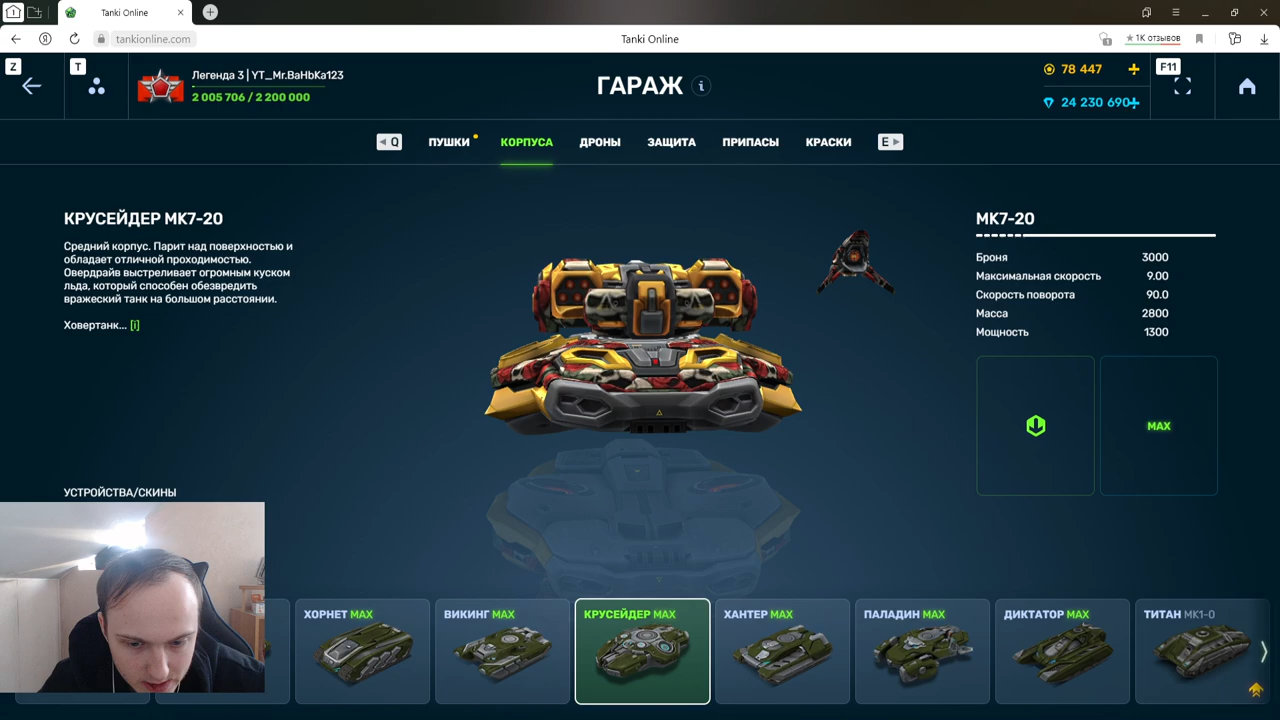 Tanki Online
tankionline.com
Tanki Online
★ 1К отзывов
Z
T
Легенда 3 | YT_Mr.BaHbKa123
2 005 706 / 2 200 000
ГАРАЖ
i
78 447
24 230 690
F11
Q
ПУШКИ
КОРПУСА
ДРОНЫ
ЗАЩИТА
ПРИПАСЫ
КРАСКИ
E
КРУСЕЙДЕР МК7-20
Средний корпус. Парит над поверхностью и
обладает отличной проходимостью.
Овердрайв выстреливает огромным куском
льда, который способен обезвредить
вражеский танк на большом расстоянии.
Ховертанк... [i]
МК7-20
Броня 3000
Максимальная скорость 9.00
Скорость поворота 90.0
Масса 2800
Мощность 1300
MAX
УСТРОЙСТВА/СКИНЫ
ХОРНЕТ MAX
ВИКИНГ MAX
КРУСЕЙДЕР MAX
ХАНТЕР MAX
ПАЛАДИН MAX
ДИКТАТОР MAX
ТИТАН МК1-0